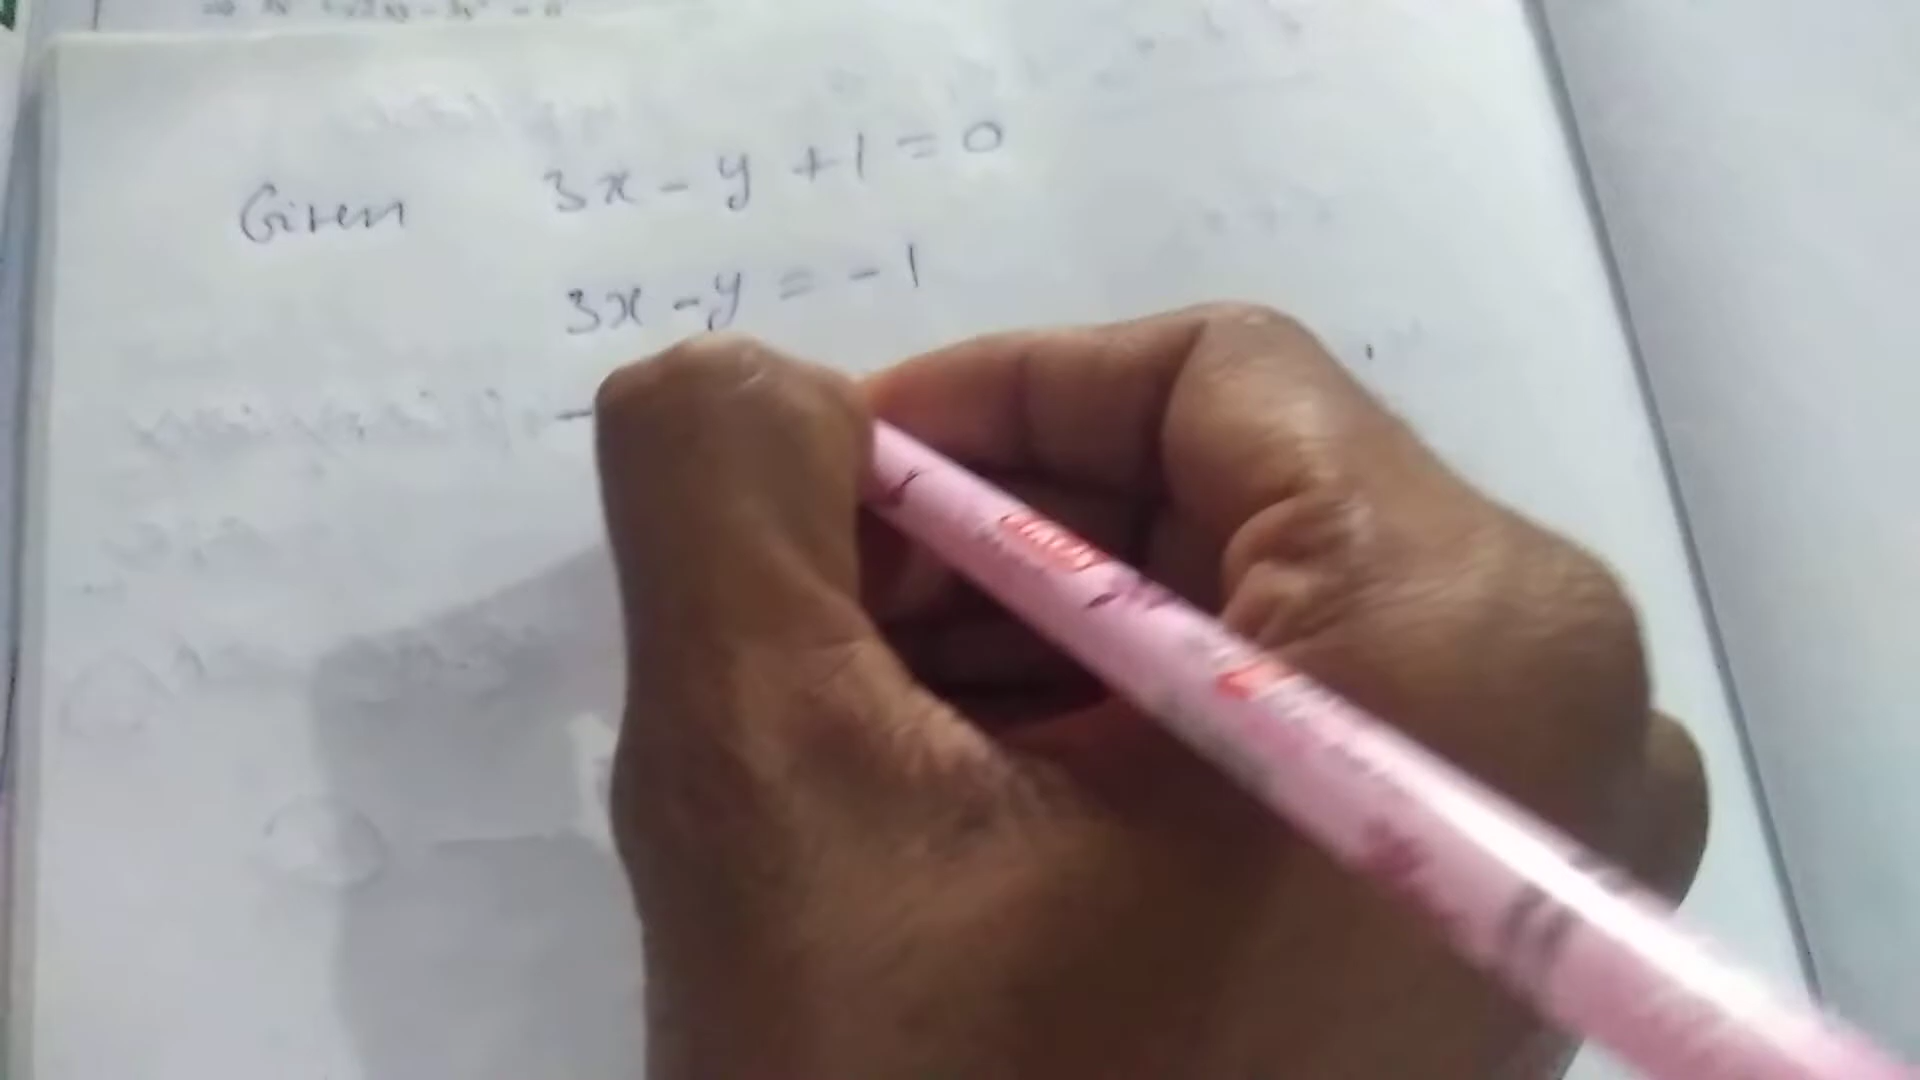 Given 3x - y + 1 = 0
3x - y = -1
-